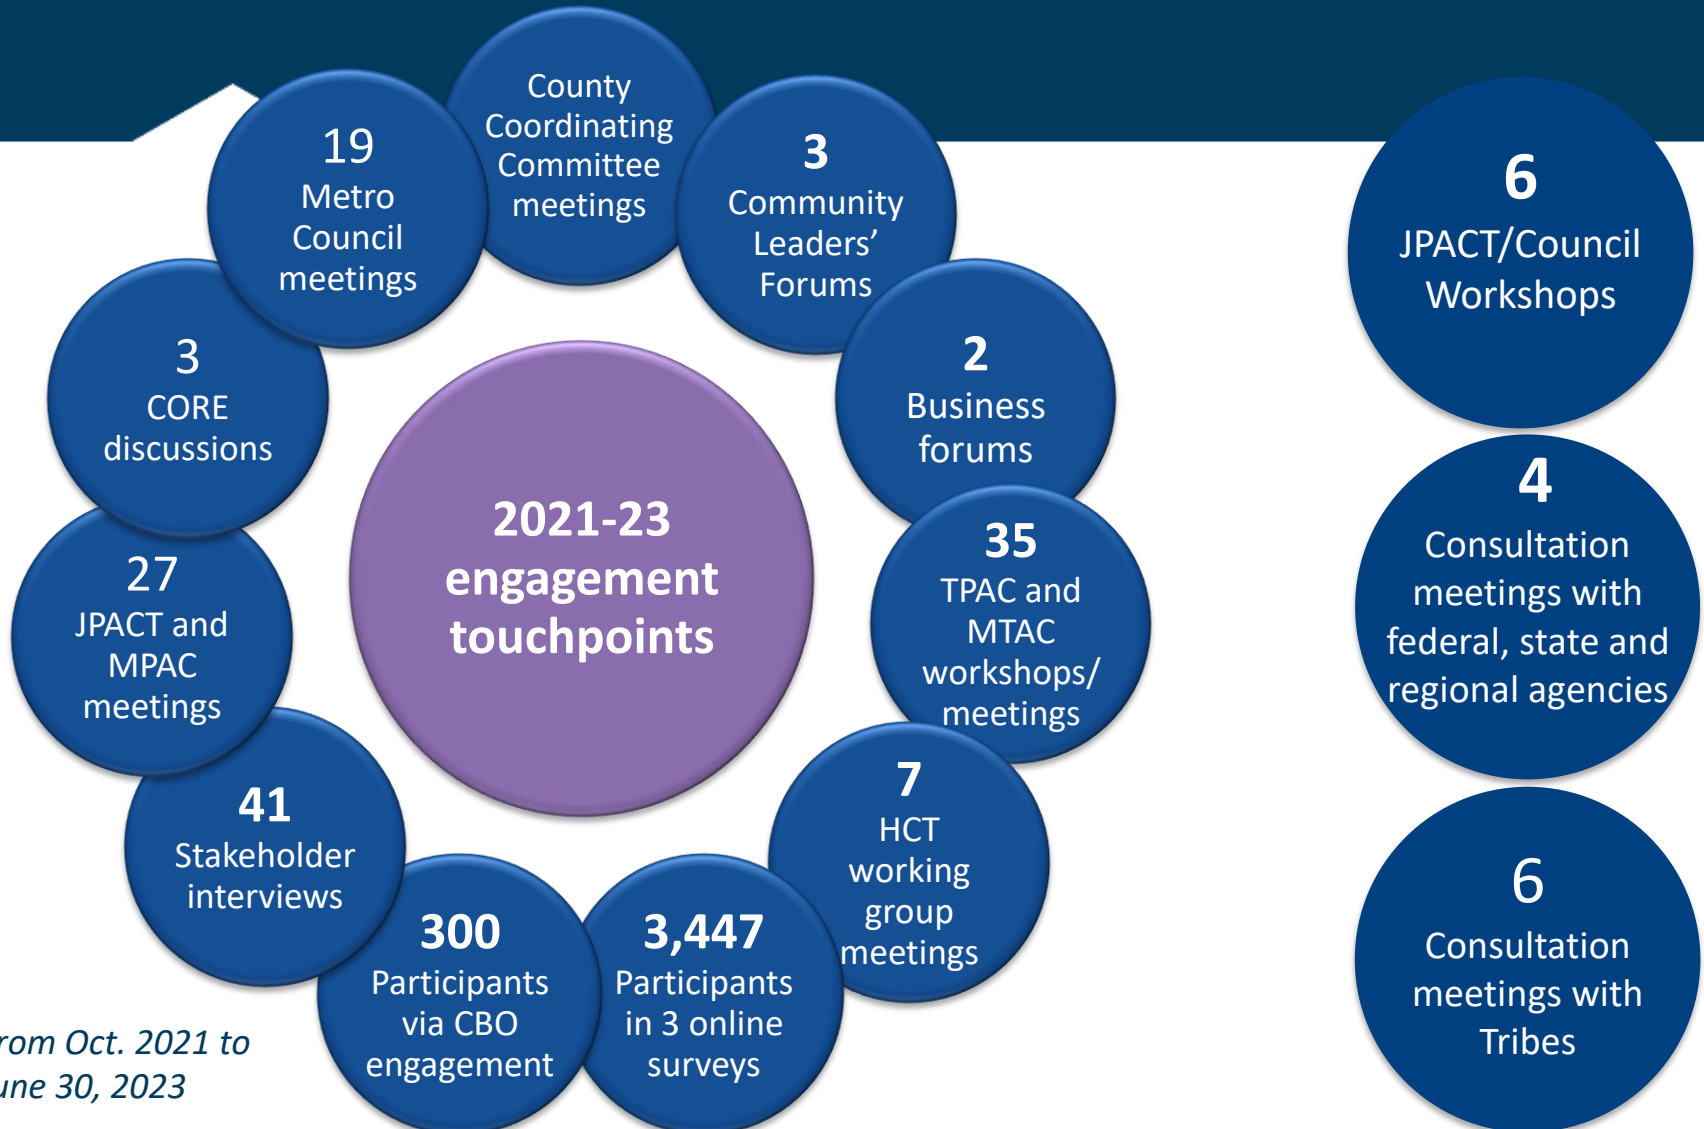 County
Coordinating
Committee
meetings
3
Community
Leaders’
Forums
2
Business
forums
35
TPAC and
MTAC
workshops/
meetings
7
HCT
working
group
meetings
3,447
Participants
in 3 online
surveys
300
Participants
via CBO
engagement
41
Stakeholder
interviews
27
JPACT and
MPAC
meetings
3
CORE
discussions
19
Metro
Council
meetings
2021-23
engagement
touchpoints
6
JPACT/Council
Workshops
4
Consultation
meetings with
federal, state and
regional agencies
6
Consultation
meetings with
Tribes
rom Oct. 2021 to
une 30, 2023